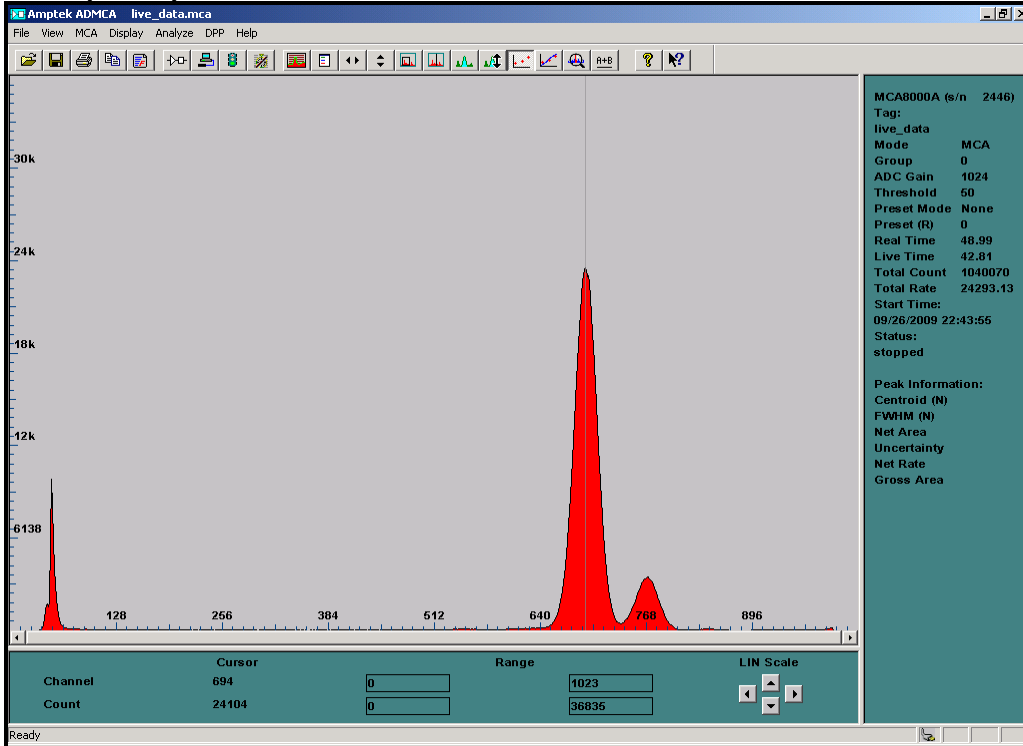 Amptek ADMCA    live_data.mca
File View MCA Display Analyze DPP Help
A+B
30k
24k
18k
12k
6138
128 256 384 512 640 768 896
MCA8000A (s/n 2446)
Tag:
live_data
Mode MCA
Group 0
ADC Gain 1024
Threshold 50
Preset Mode None
Preset (R) 0
Real Time 48.99
Live Time 42.81
Total Count 1040070
Total Rate 24293.13
Start Time:
09/26/2009 22:43:55
Status:
stopped
Peak Information:
Centroid (N)
FWHM (N)
Net Area
Uncertainty
Net Rate
Gross Area
Cursor Range LIN Scale
Channel 694 0 1023
Count 24104 0 36835
Ready